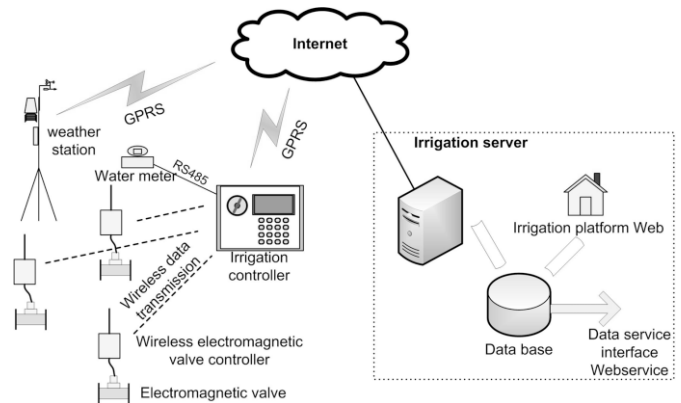 Internet
GPRS
weather
station
GPRS
Irrigation server
Water meter
RS485
Irrigation platform Web
Irrigation
controller
Wireless data
transmission
Wireless electromagnetic
valve controller
Data base
Data service
interface
Webservice
Electromagnetic valve